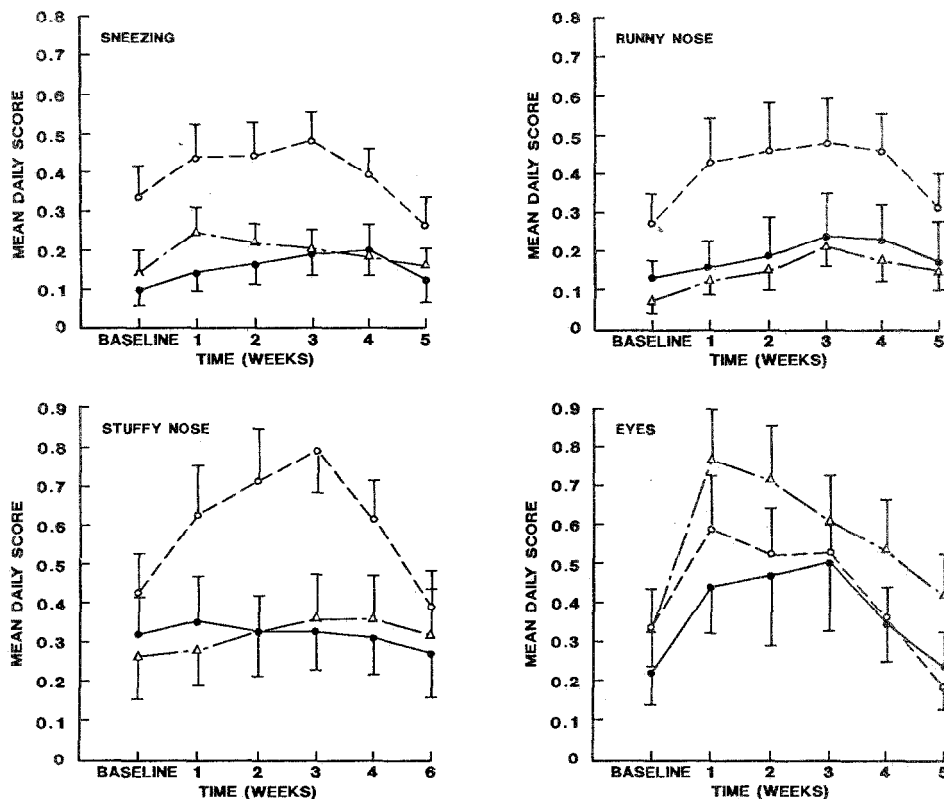 SNEEZING
MEAN DAILY SCORE
0.8
0.7
0.6
0.5
0.4
0.3
0.2
0.1
0
BASELINE 1 2 3 4 5
TIME (WEEKS)
RUNNY NOSE
MEAN DAILY SCORE
0.8
0.7
0.6
0.5
0.4
0.3
0.2
0.1
0
BASELINE 1 2 3 4 5
TIME (WEEKS)
STUFFY NOSE
MEAN DAILY SCORE
0.9
0.8
0.7
0.6
0.5
0.4
0.3
0.2
0.1
0
BASELINE 1 2 3 4 6
TIME (WEEKS)
EYES
MEAN DAILY SCORE
0.9
0.8
0.7
0.6
0.5
0.4
0.3
0.2
0.1
0
BASELINE 1 2 3 4 5
TIME (WEEKS)